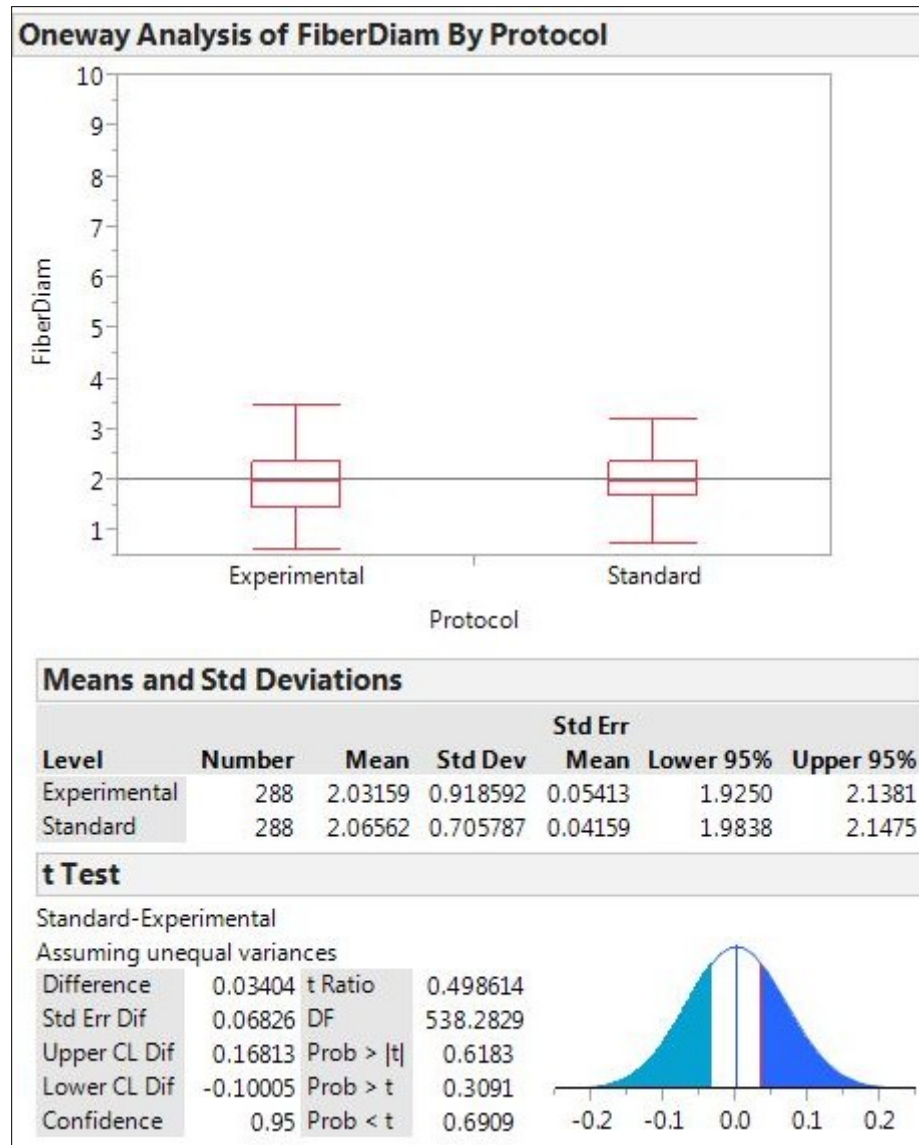 Oneway Analysis of FiberDiam By Protocol
10
9
8
7
6
5
4
3
2
1
FiberDiam
Experimental Standard
Protocol
Means and Std Deviations
Std Err
Level Number Mean Std Dev Mean Lower 95% Upper 95%
Experimental 288 2.03159 0.918592 0.05413 1.9250 2.1381
Standard 288 2.06562 0.705787 0.04159 1.9838 2.1475
t Test
Standard-Experimental
Assuming unequal variances
Difference 0.03404 t Ratio 0.498614
Std Err Dif 0.06826 DF 538.2829
Upper CL Dif 0.16813 Prob > |t| 0.6183
Lower CL Dif -0.10005 Prob > t 0.3091
Confidence 0.95 Prob < t 0.6909
-0.2 -0.1 0.0 0.1 0.2